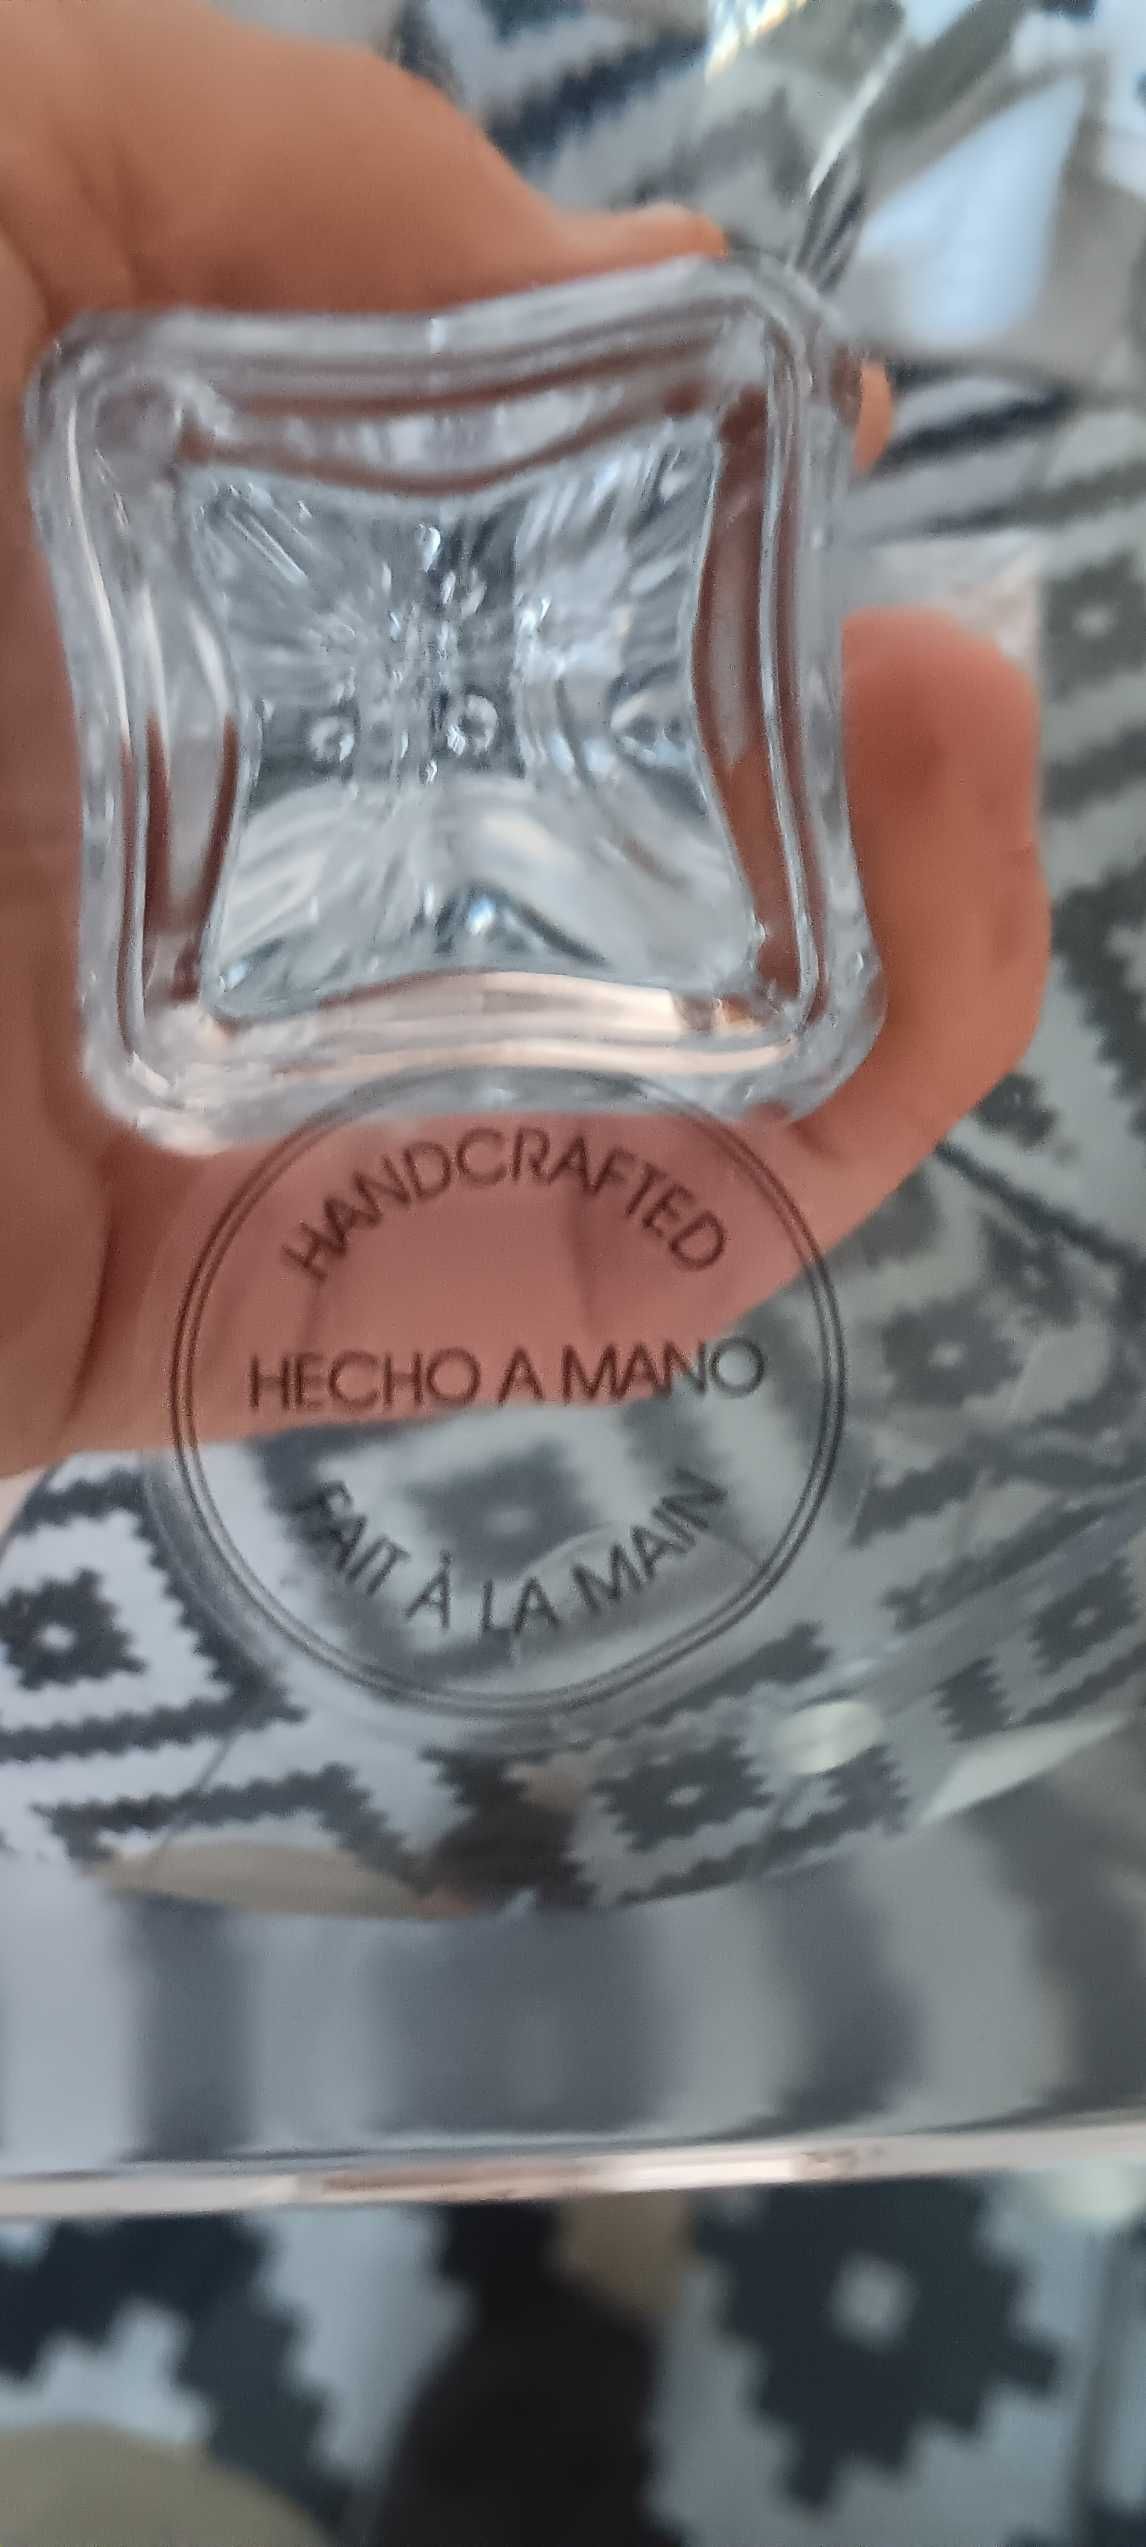 HANDCRAFTED
HECHO A MANO
FAIT À LA MAIN